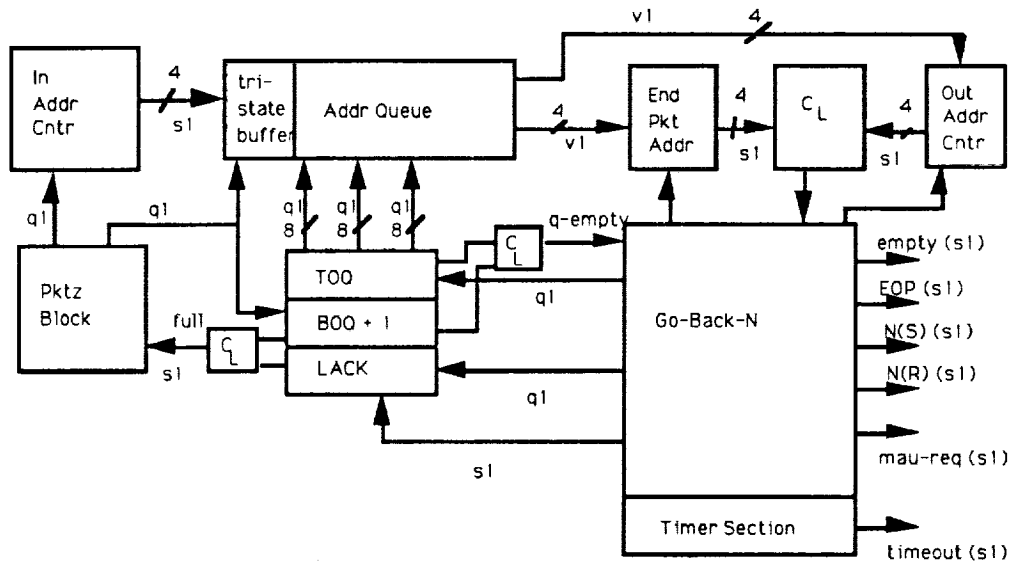 v1
4
In
Addr
Cntr
4
s1
tri-
state
buffer
Addr Queue
4
v1
End
Pkt
Addr
4
s1
C
L
4
s1
Out
Addr
Cntr
q1
q1
q1
8
q1
8
q1
8
q-empty
C
L
Pktz
Block
full
s1
C
L
TOQ
BOQ + 1
LACK
q1
q1
s1
Go-Back-N
Timer Section
empty (s1)
EOP (s1)
N(S) (s1)
N(R) (s1)
mau-req (s1)
timeout (s1)